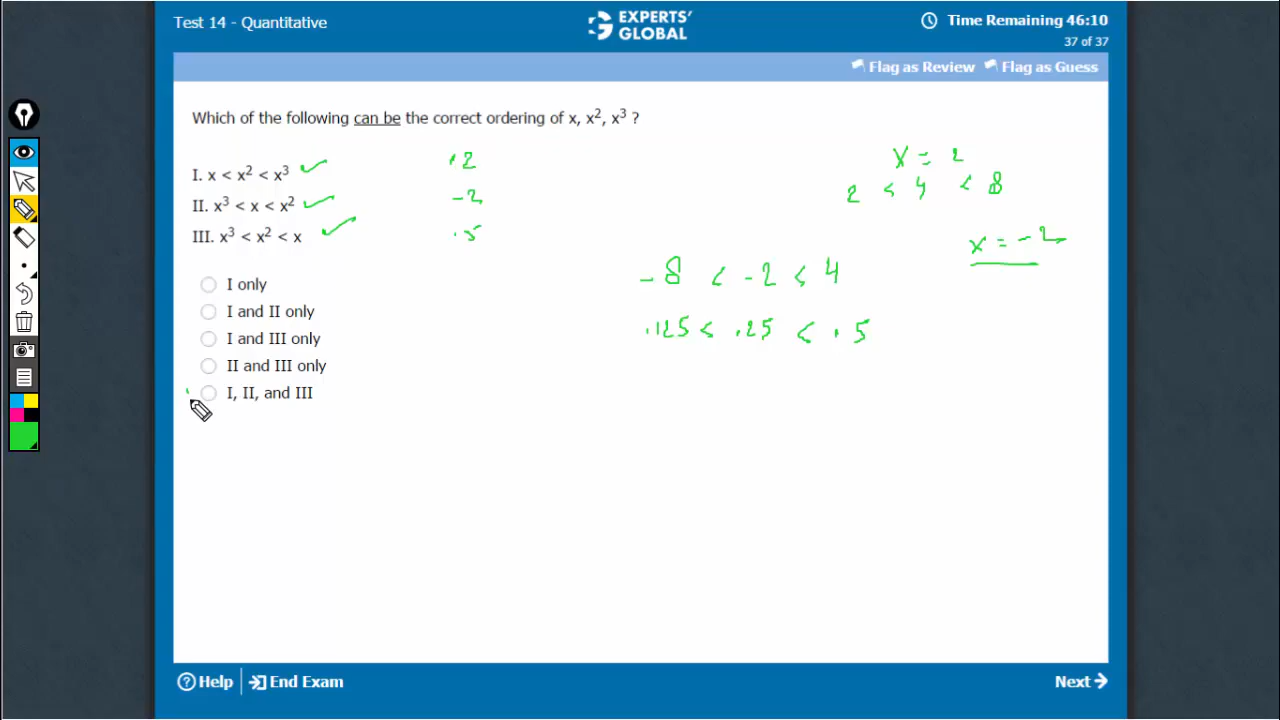 Test 14 - Quantitative
EXPERTS'
GLOBAL
Time Remaining 46:10
37 of 37
Flag as Review
Flag as Guess
Which of the following can be the correct ordering of x, x², x³ ?
I. x < x² < x³
II. x³ < x < x²
III. x³ < x² < x
·2
-2
.5
x = 2
2 < 4 < 8
x = -2
-8 < -2 < 4
.125 < .25 < .5
I only
I and II only
I and III only
II and III only
I, II, and III
Help
End Exam
Next